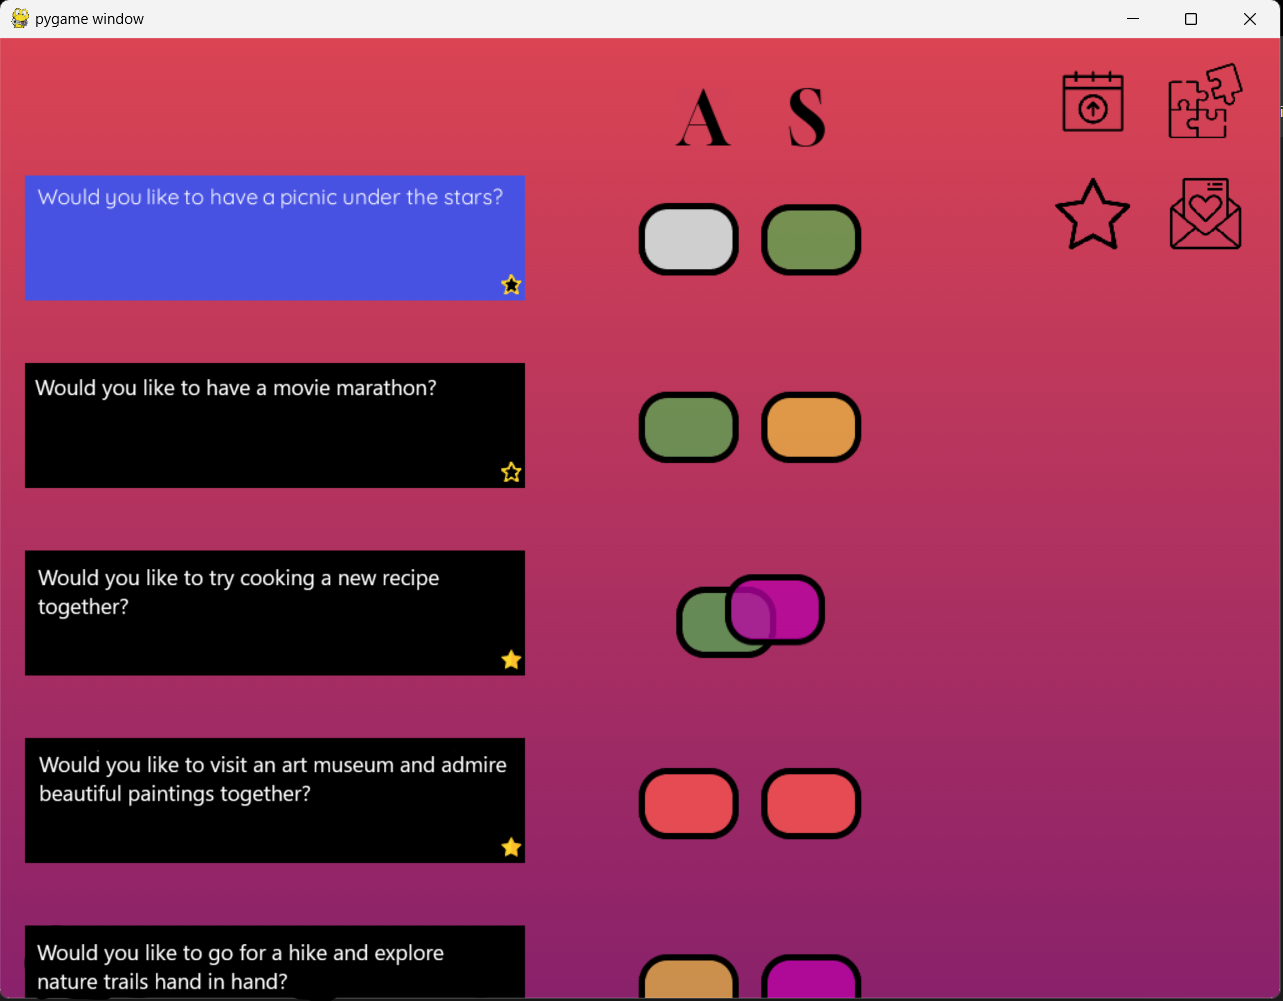 pygame window
A S
Would you like to have a picnic under the stars?
Would you like to have a movie marathon?
Would you like to try cooking a new recipe
together?
Would you like to visit an art museum and admire
beautiful paintings together?
Would you like to go for a hike and explore
nature trails hand in hand?